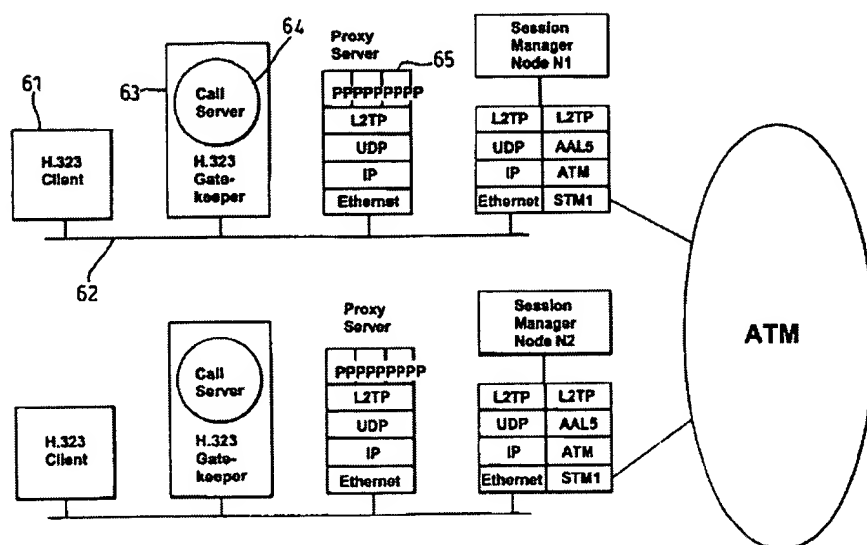 61
H.323
Client
62
63
64
Call
Server
H.323
Gate-
keeper
Proxy
Server
65
PPPPPPPPP
L2TP
UDP
IP
Ethernet
Session
Manager
Node N1
L2TP L2TP
UDP AAL5
IP ATM
Ethernet STM1
ATM
H.323
Client
Call
Server
H.323
Gate-
keeper
Proxy
Server
PPPPPPPPP
L2TP
UDP
IP
Ethernet
Session
Manager
Node N2
L2TP L2TP
UDP AAL5
IP ATM
Ethernet STM1